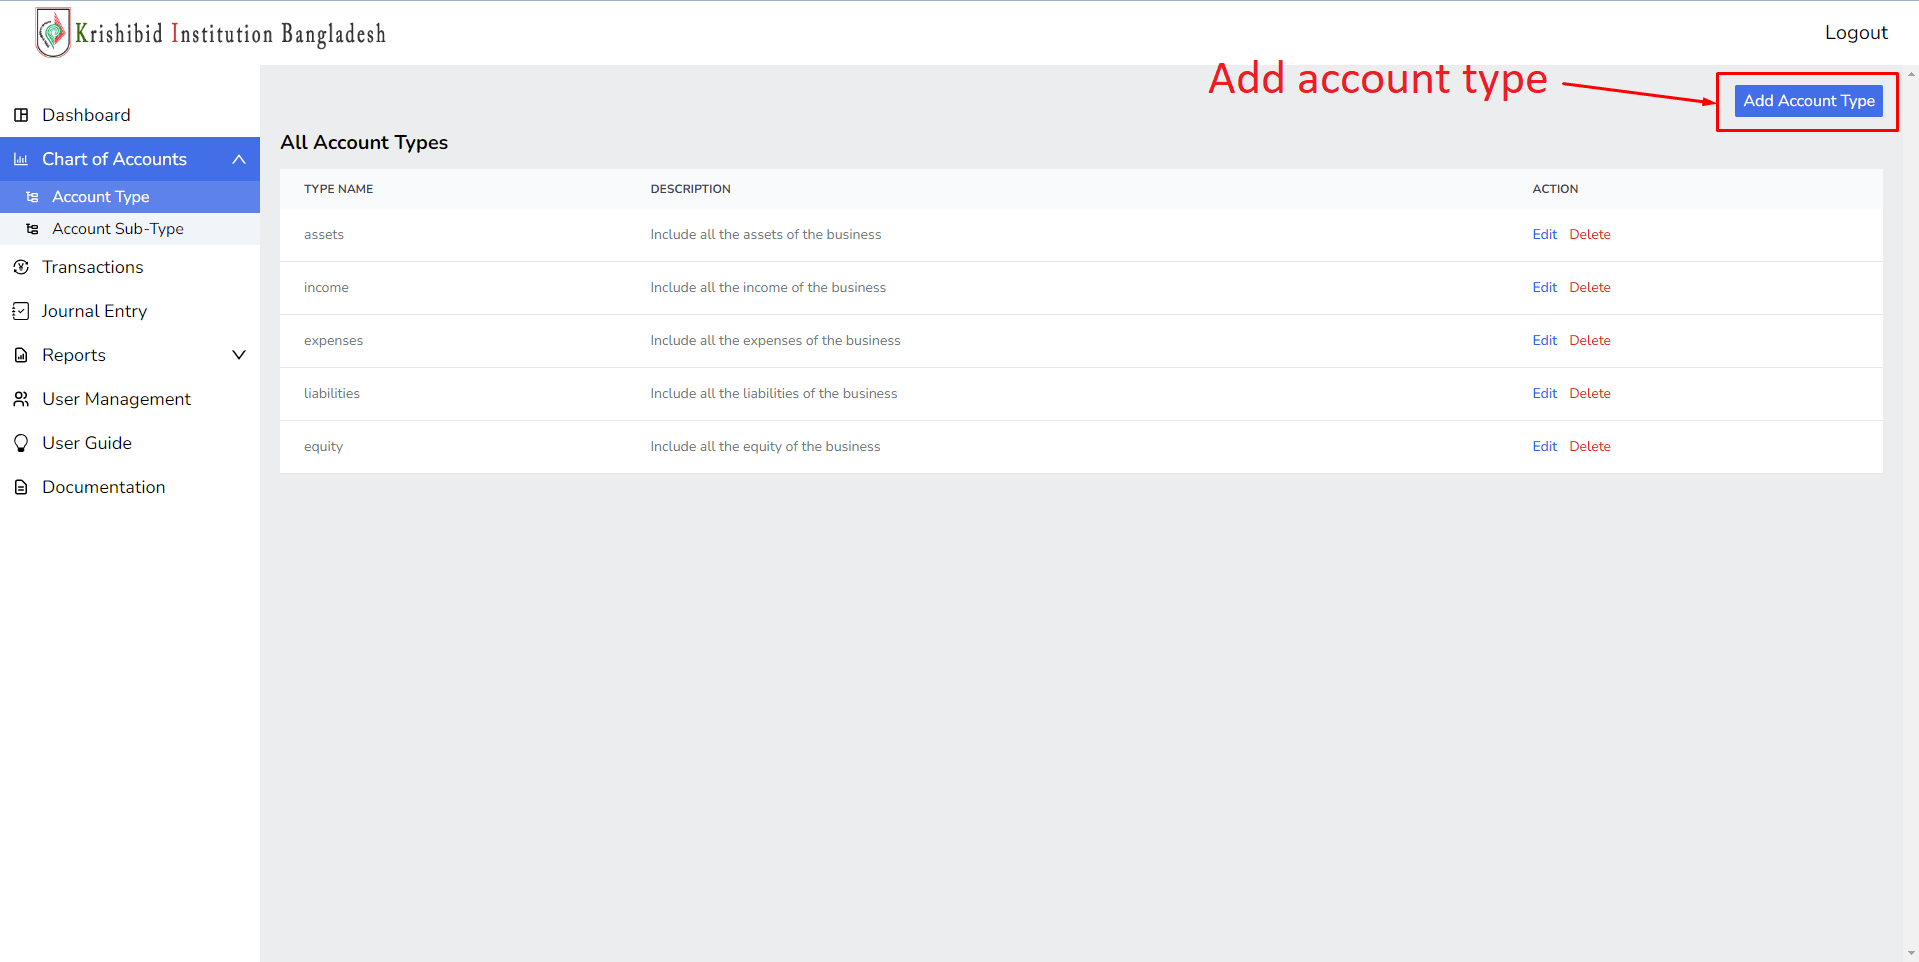 Krishibid Institution Bangladesh
Logout
Add account type
Add Account Type
Dashboard
Chart of Accounts
Account Type
Account Sub-Type
Transactions
Journal Entry
Reports
User Management
User Guide
Documentation
All Account Types
TYPE NAME DESCRIPTION ACTION
assets Include all the assets of the business Edit Delete
income Include all the income of the business Edit Delete
expenses Include all the expenses of the business Edit Delete
liabilities Include all the liabilities of the business Edit Delete
equity Include all the equity of the business Edit Delete